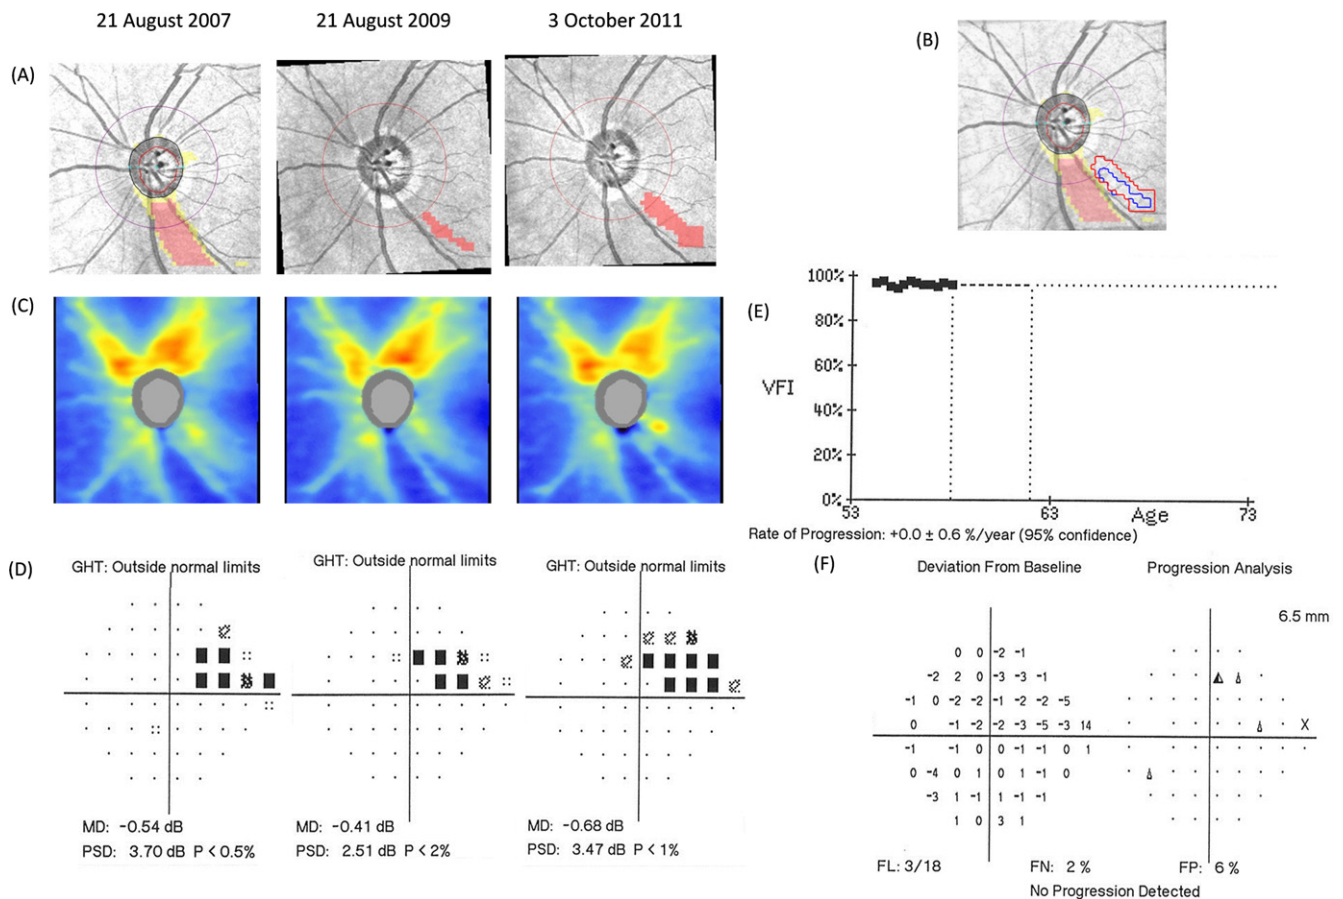 21 August 2007
21 August 2009
3 October 2011
(A)
(B)
(C)
(E)
100%
80%
60%
VFI
40%
20%
0%
53
63
Age
73
Rate of Progression: +0.0 ± 0.6 %/year (95% confidence)
(D)
GHT: Outside normal limits
GHT: Outside normal limits
GHT: Outside normal limits
MD: -0.54 dB
PSD: 3.70 dB P < 0.5%
MD: -0.41 dB
PSD: 2.51 dB P < 2%
MD: -0.68 dB
PSD: 3.47 dB P < 1%
(F)
Deviation From Baseline
Progression Analysis
6.5 mm
0 0 -2 -1
-2 2 0 -3 -3 -1
-1 0 -2 -2 -1 -2 -2 -5
0 -1 -2 -2 -3 -5 -3 14
-1 -1 0 0 -1 -1 0 1
0 -4 0 1 0 1 -1 0
-3 1 -1 1 -1 -1
1 0 3 1
X
FL: 3/18
FN: 2 %
FP: 6 %
No Progression Detected